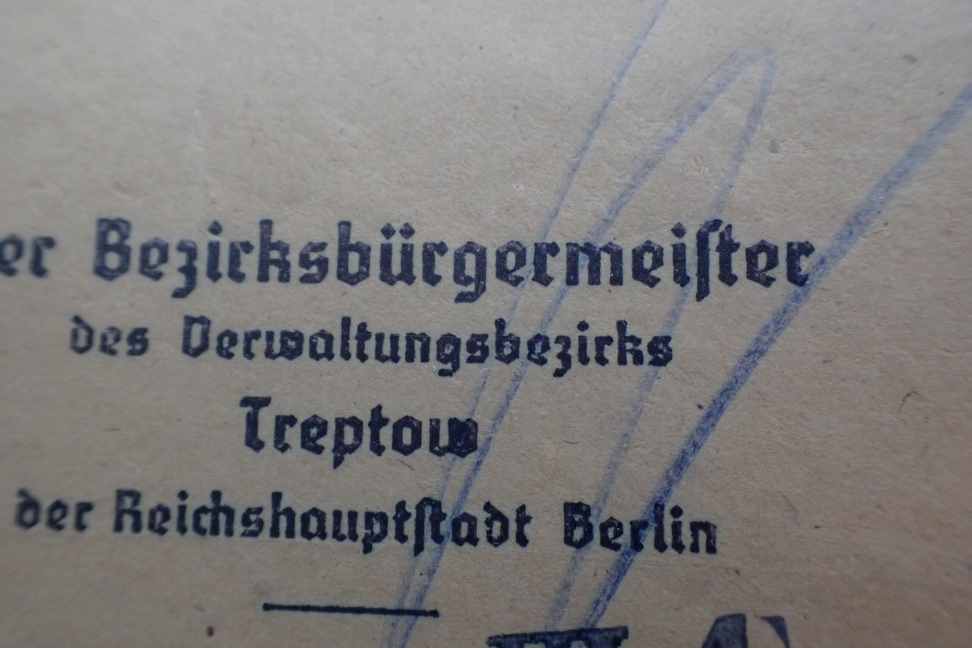 er Bezirksbürgermeiſter
des Verwaltungsbezirks
Treptow
der Reichshauptſtadt Berlin